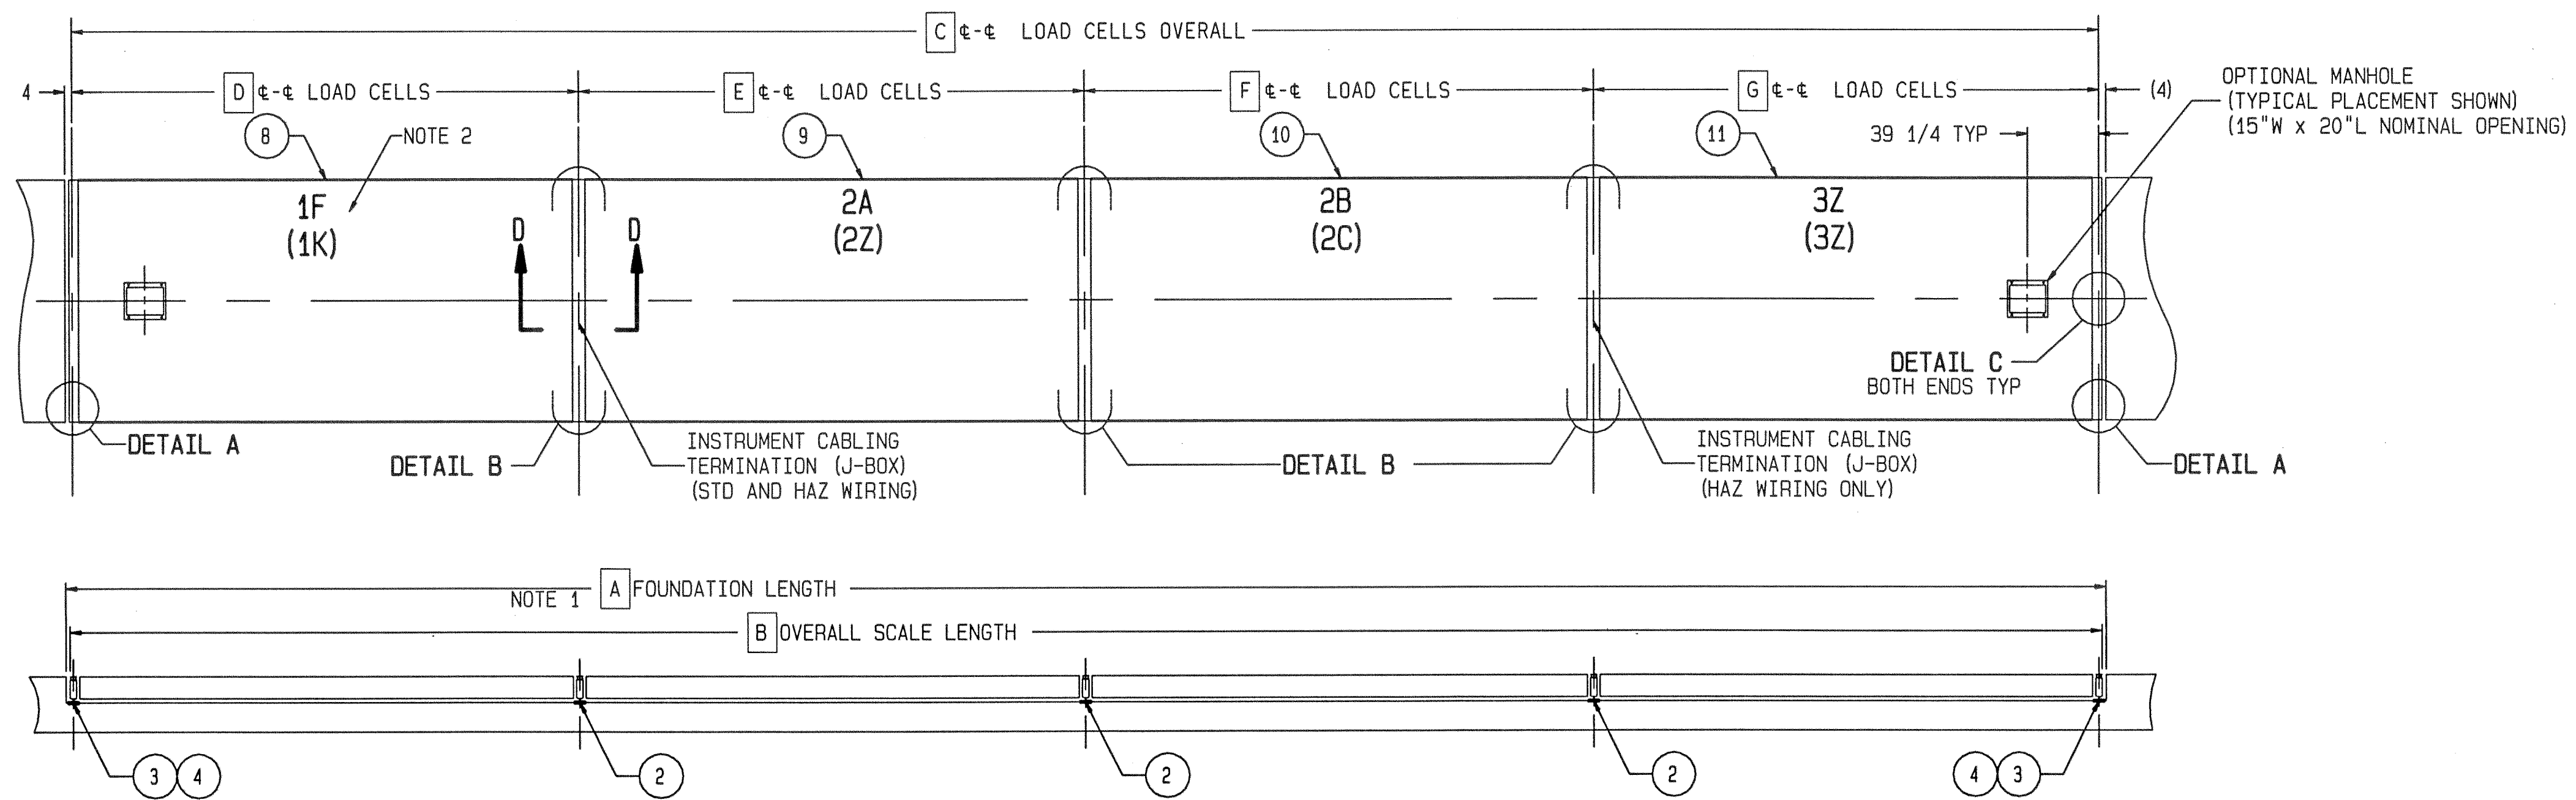 C ℄-℄ LOAD CELLS OVERALL
4
D ℄-℄ LOAD CELLS
E ℄-℄ LOAD CELLS
F ℄-℄ LOAD CELLS
G ℄-℄ LOAD CELLS
(4)
OPTIONAL MANHOLE
(TYPICAL PLACEMENT SHOWN)
(15"W x 20"L NOMINAL OPENING)
8
NOTE 2
9
10
11
39 1/4 TYP
1F
(1K)
2A
(2Z)
2B
(2C)
3Z
(3Z)
D
D
DETAIL C
BOTH ENDS TYP
DETAIL A
DETAIL B
INSTRUMENT CABLING
TERMINATION (J-BOX)
(STD AND HAZ WIRING)
DETAIL B
INSTRUMENT CABLING
TERMINATION (J-BOX)
(HAZ WIRING ONLY)
DETAIL A
NOTE 1
A FOUNDATION LENGTH
B OVERALL SCALE LENGTH
3
4
2
2
2
4
3